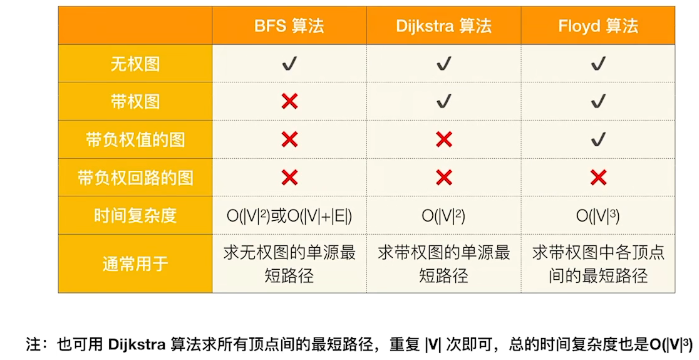 BFS 算法 Dijkstra 算法 Floyd 算法
无权图 ✓ ✓ ✓
带权图 ❌ ✓ ✓
带负权值的图 ❌ ❌ ✓
带负权回路的图 ❌ ❌ ❌
时间复杂度 O(|V|²)或O(|V|+|E|) O(|V|²) O(|V|³)
通常用于 求无权图的单源最短路径 求带权图的单源最短路径 求带权图中各顶点间的最短路径
注：也可用 Dijkstra 算法求所有顶点间的最短路径，重复 |V| 次即可，总的时间复杂度也是O(|V|³)